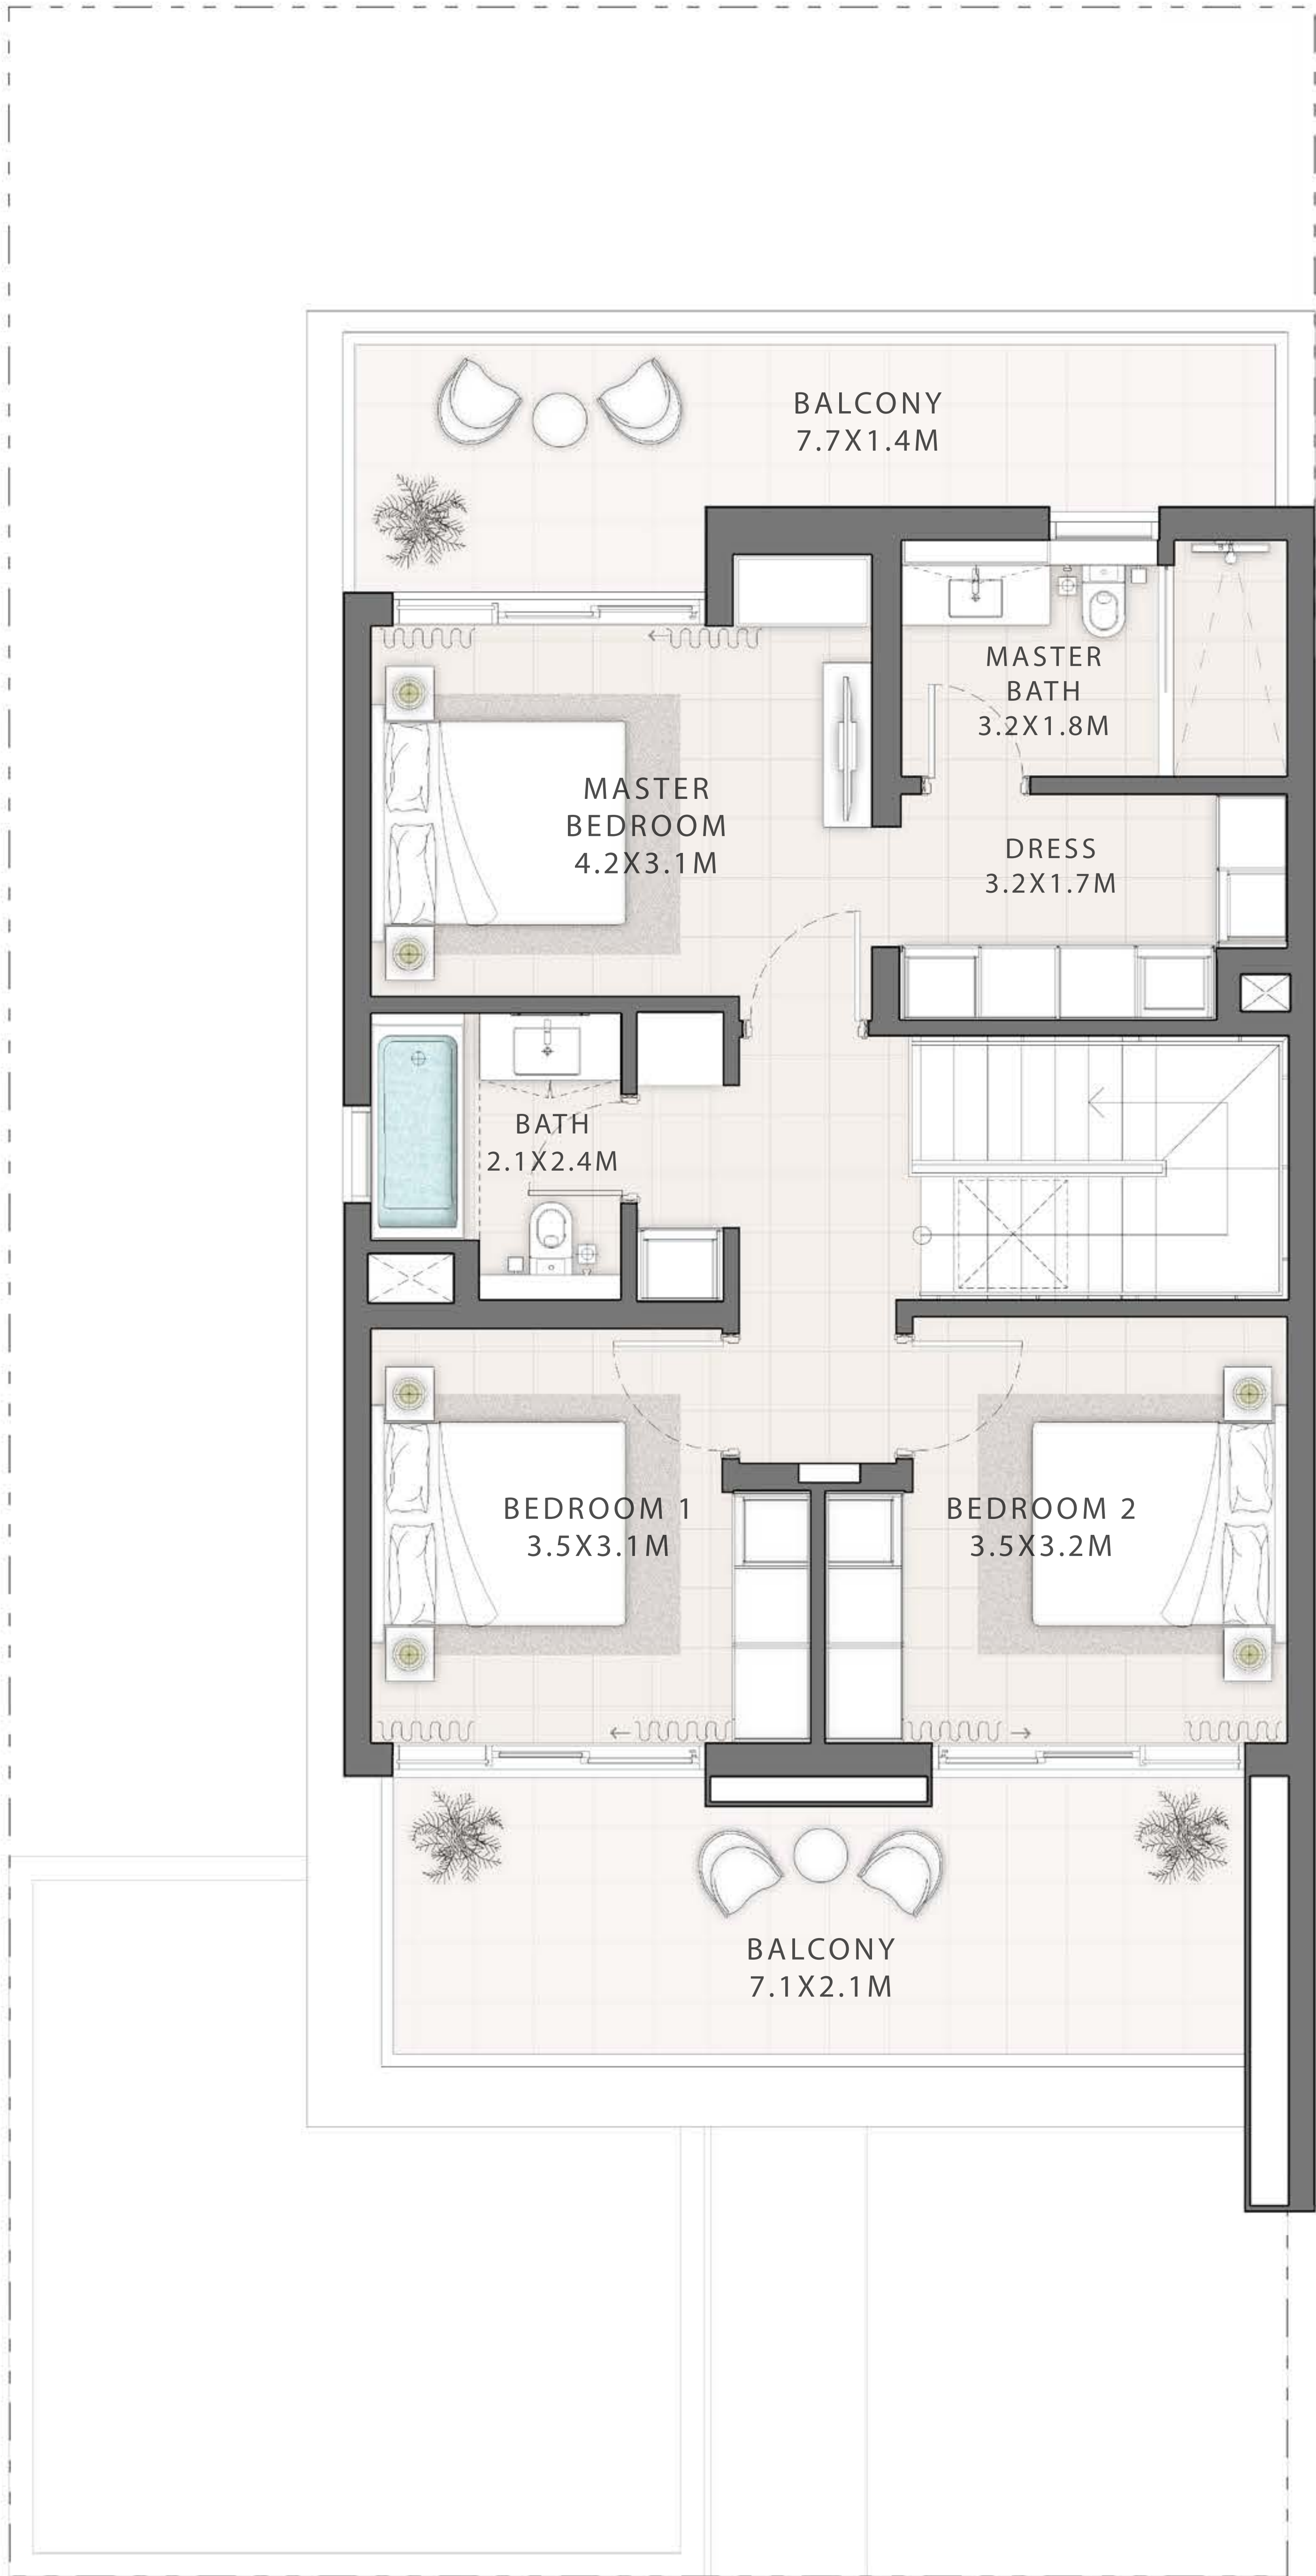 BALCONY
7.7X1.4M
MASTER
BATH
3.2X1.8M
MASTER
BEDROOM
4.2X3.1M
DRESS
3.2X1.7M
BATH
2.1X2.4M
BEDROOM 1
3.5X3.1M
BEDROOM 2
3.5X3.2M
BALCONY
7.1X2.1M